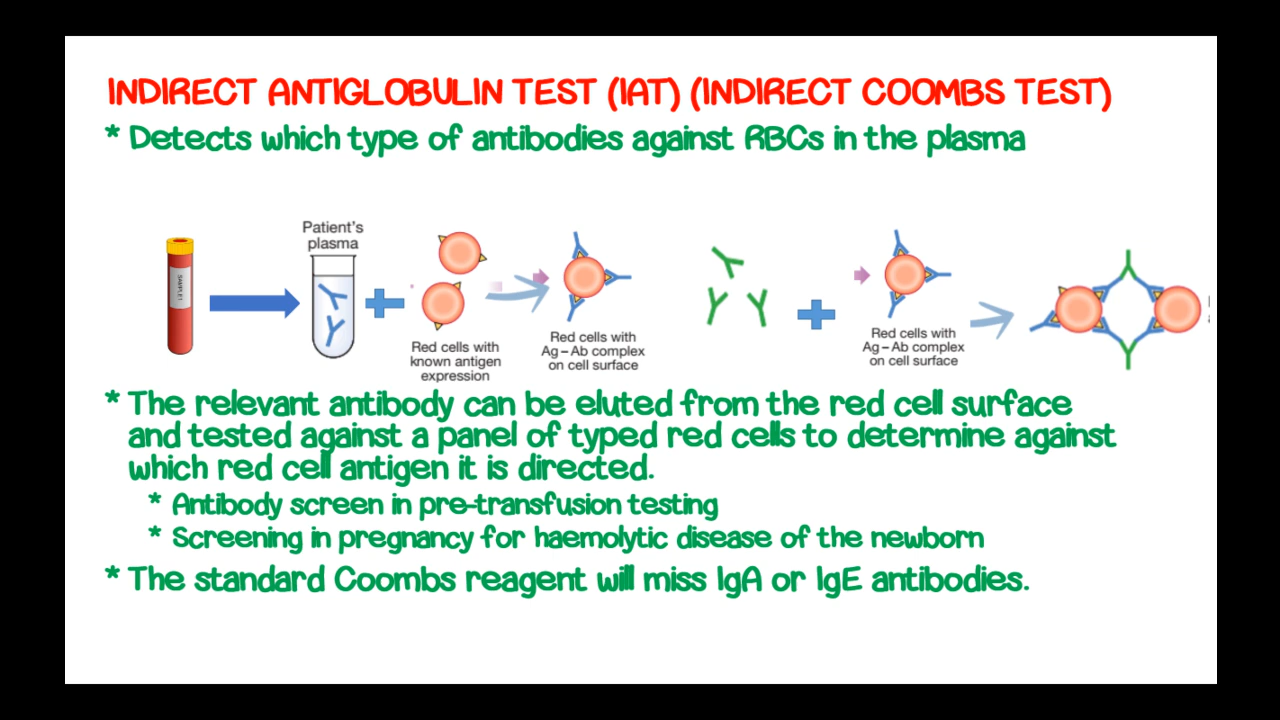 INDIRECT ANTIGLOBULIN TEST (IAT) (INDIRECT COOMBS TEST)
* Detects which type of antibodies against RBCs in the plasma
Patient's
plasma
SAMPLE
Red cells with
known antigen
expression
Red cells with
Ag – Ab complex
on cell surface
Red cells with
Ag – Ab complex
on cell surface
* The relevant antibody can be eluted from the red cell surface
and tested against a panel of typed red cells to determine against
which red cell antigen it is directed.
* Antibody screen in pre-transfusion testing
* Screening in pregnancy for haemolytic disease of the newborn
* The standard Coombs reagent will miss IgA or IgE antibodies.